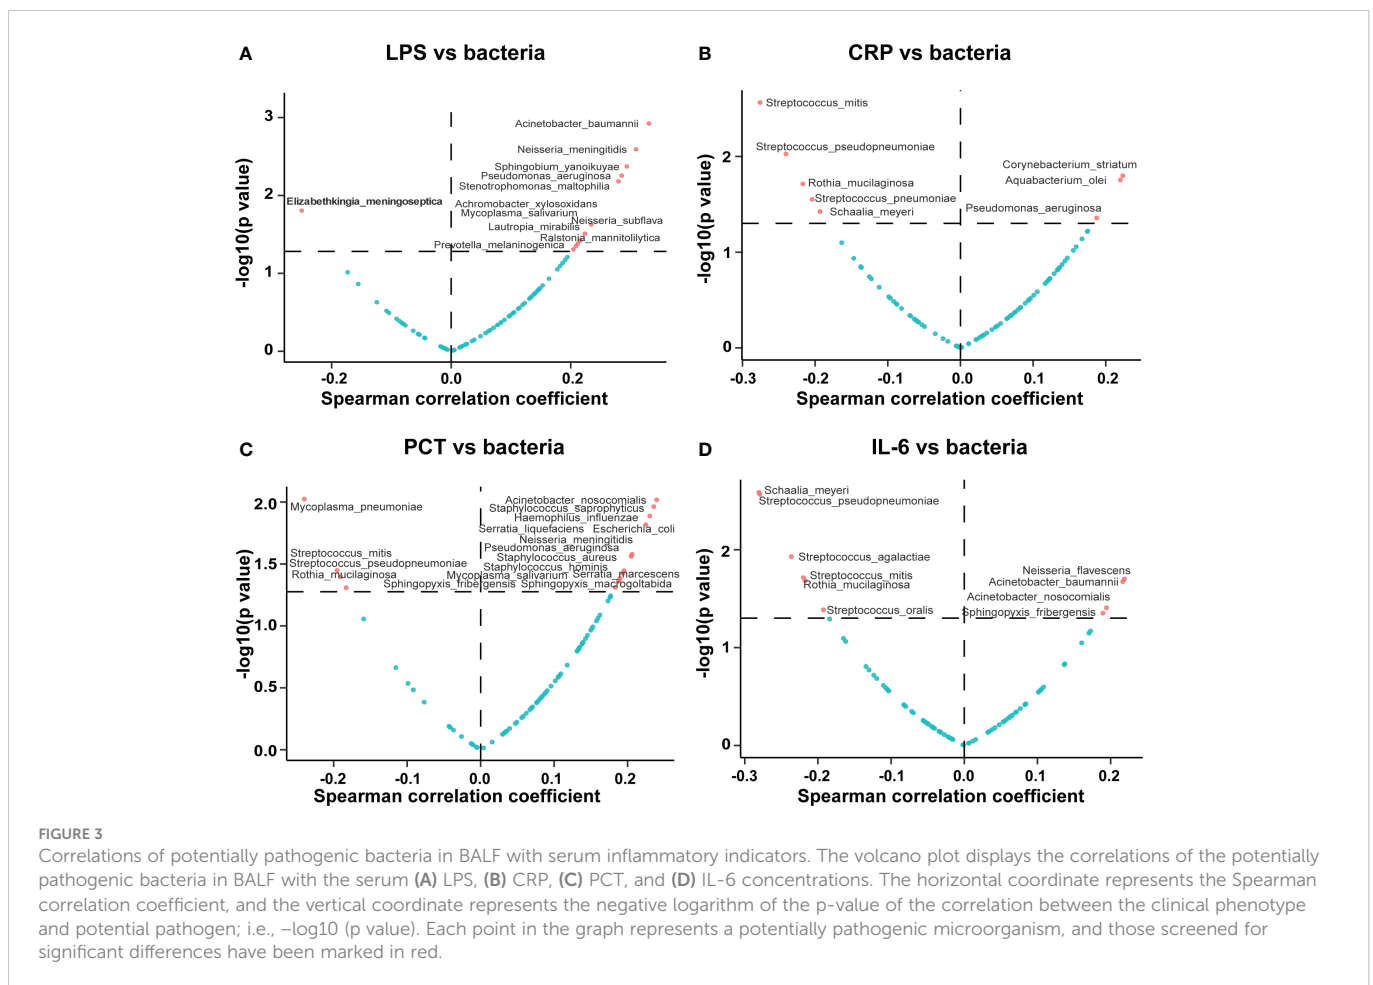 A
LPS vs bacteria
-log10(p value)
3
2
1
0
Acinetobacter_baumannii
Neisseria_meningitidis
Sphingobium_yanoikuyae
Pseudomonas_aeruginosa
Stenotrophomonas_maltophilia
Elizabethkingia_meningoseptica
Achromobacter_xylosoxidans
Mycoplasma_salivarium
Neisseria_subflava
Lautropia_mirabilis
Ralstonia_mannitolilytica
Prevotella_melaninogenica
-0.2 0.0 0.2
Spearman correlation coefficient
B
CRP vs bacteria
-log10(p value)
2
1
0
Streptococcus_mitis
Streptococcus_pseudopneumoniae
Corynebacterium_striatum
Rothia_mucilaginosa
Aquabacterium_olei
Streptococcus_pneumoniae
Schaalia_meyeri
Pseudomonas_aeruginosa
-0.3 -0.2 -0.1 0.0 0.1 0.2
Spearman correlation coefficient
C
PCT vs bacteria
-log10(p value)
2.0
1.5
1.0
0.5
0.0
Acinetobacter_nosocomialis
Mycoplasma_pneumoniae
Staphylococcus_saprophyticus
Haemophilus_influenzae
Serratia_liquefaciens Escherichia_coli
Neisseria_meningitidis
Pseudomonas_aeruginosa
Streptococcus_mitis
Staphylococcus_aureus
Streptococcus_pseudopneumoniae
Staphylococcus_hominis
Rothia_mucilaginosa
Mycoplasma_salivarium Serratia_marcescens
Sphingopyxis_fribergensis Sphingopyxis_macrogoltabida
-0.2 -0.1 0.0 0.1 0.2
Spearman correlation coefficient
D
IL-6 vs bacteria
-log10(p value)
2
1
0
Schaalia_meyeri
Streptococcus_pseudopneumoniae
Streptococcus_agalactiae
Neisseria_flavescens
Streptococcus_mitis
Acinetobacter_baumannii
Rothia_mucilaginosa
Acinetobacter_nosocomialis
Streptococcus_oralis
Sphingopyxis_fribergensis
-0.3 -0.2 -0.1 0.0 0.1 0.2
Spearman correlation coefficient
FIGURE 3
Correlations of potentially pathogenic bacteria in BALF with serum inflammatory indicators. The volcano plot displays the correlations of the potentially
pathogenic bacteria in BALF with the serum (A) LPS, (B) CRP, (C) PCT, and (D) IL-6 concentrations. The horizontal coordinate represents the Spearman
correlation coefficient, and the vertical coordinate represents the negative logarithm of the p-value of the correlation between the clinical phenotype
and potential pathogen; i.e., −log10 (p value). Each point in the graph represents a potentially pathogenic microorganism, and those screened for
significant differences have been marked in red.